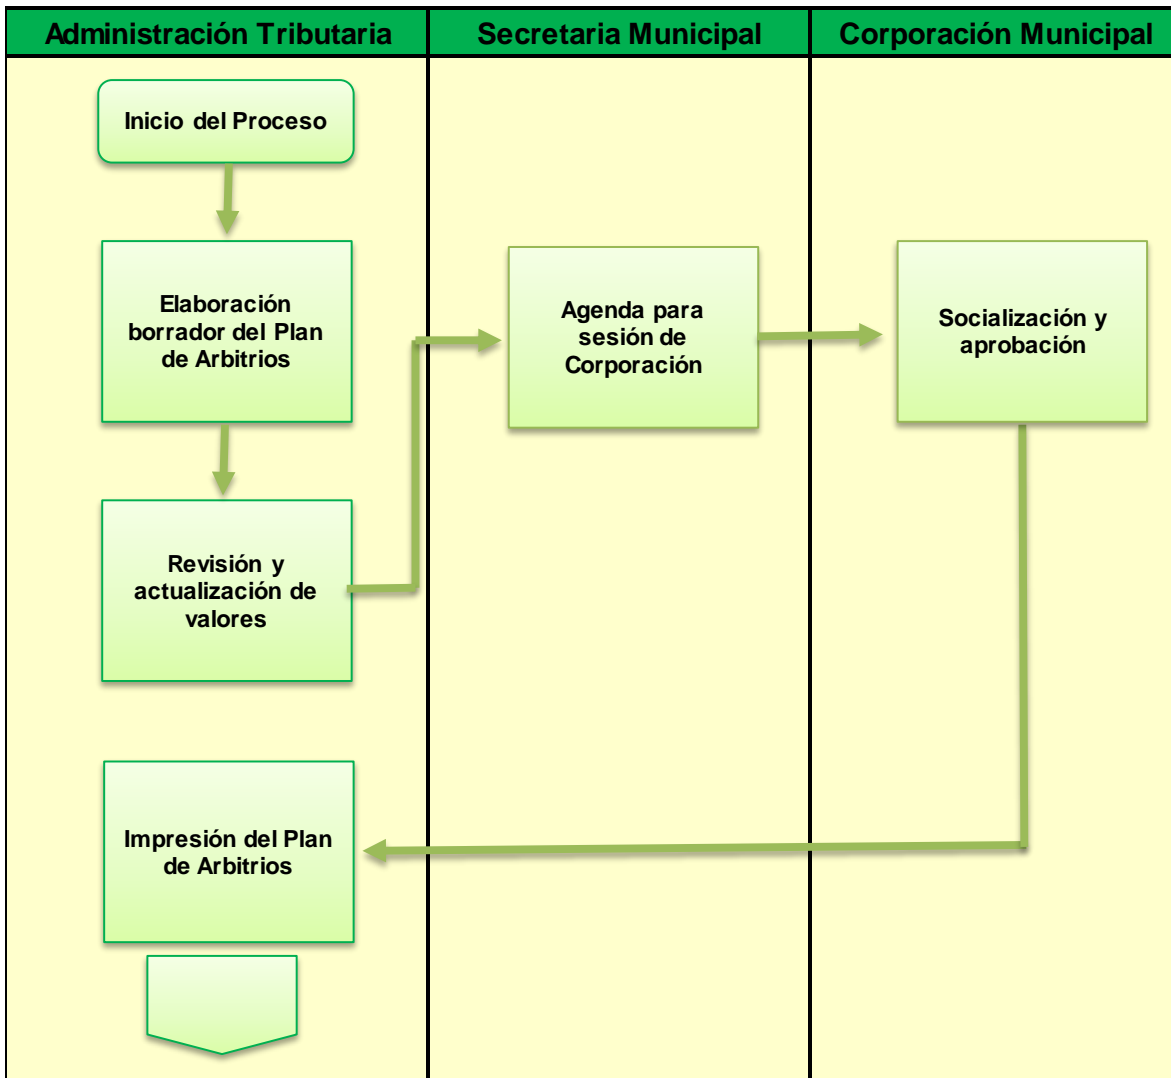 Administración Tributaria
Secretaria Municipal
Corporación Municipal
Inicio del Proceso
Elaboración
borrador del Plan
de Arbitrios
Agenda para
sesión de
Corporación
Socialización y
aprobación
Revisión y
actualización de
valores
Impresión del Plan
de Arbitrios